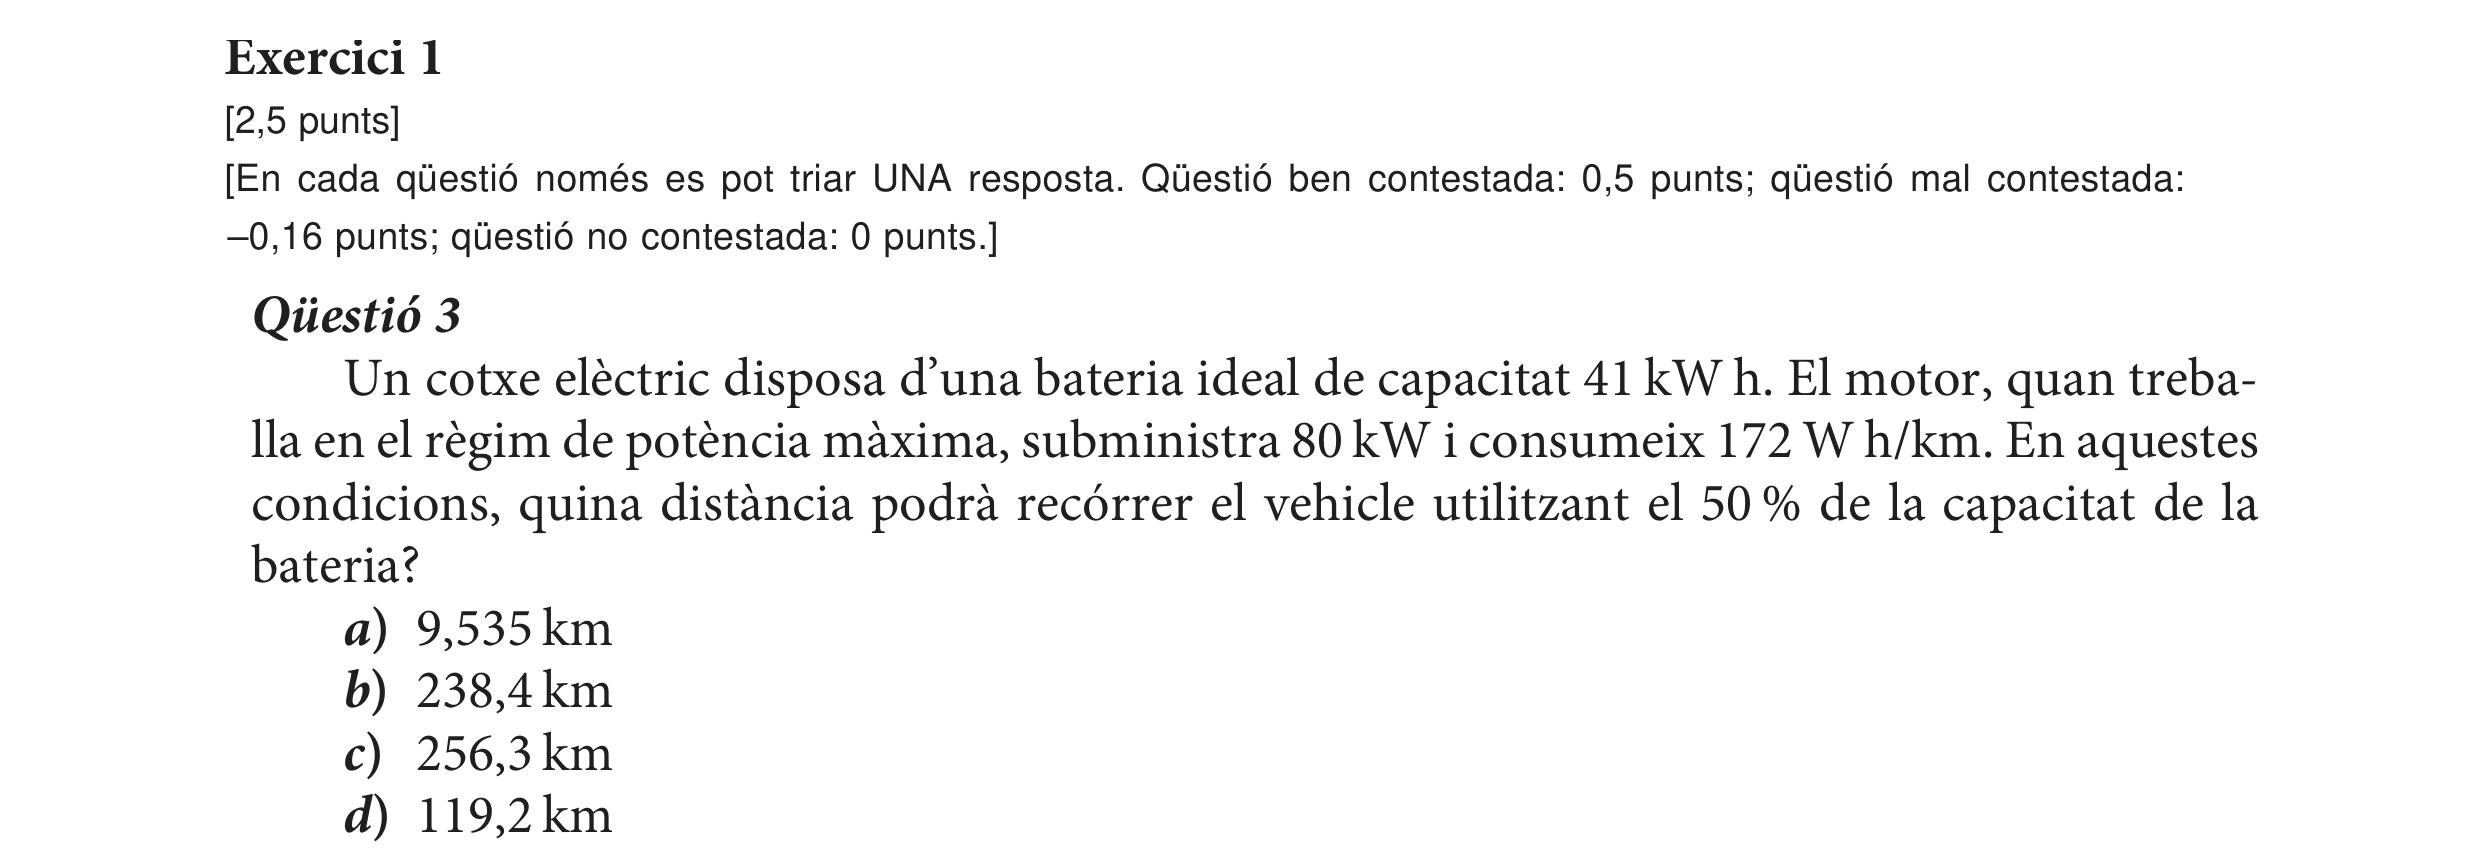 Exercici 1
[2,5 punts]
[En cada qüestió només es pot triar UNA resposta. Qüestió ben contestada: 0,5 punts; qüestió mal contestada:
–0,16 punts; qüestió no contestada: 0 punts.]
Qüestió 3
Un cotxe elèctric disposa d’una bateria ideal de capacitat 41 kW h. El motor, quan treba-
lla en el règim de potència màxima, subministra 80 kW i consumeix 172 W h/km. En aquestes
condicions, quina distància podrà recórrer el vehicle utilitzant el 50 % de la capacitat de la
bateria?
a) 9,535 km
b) 238,4 km
c) 256,3 km
d) 119,2 km